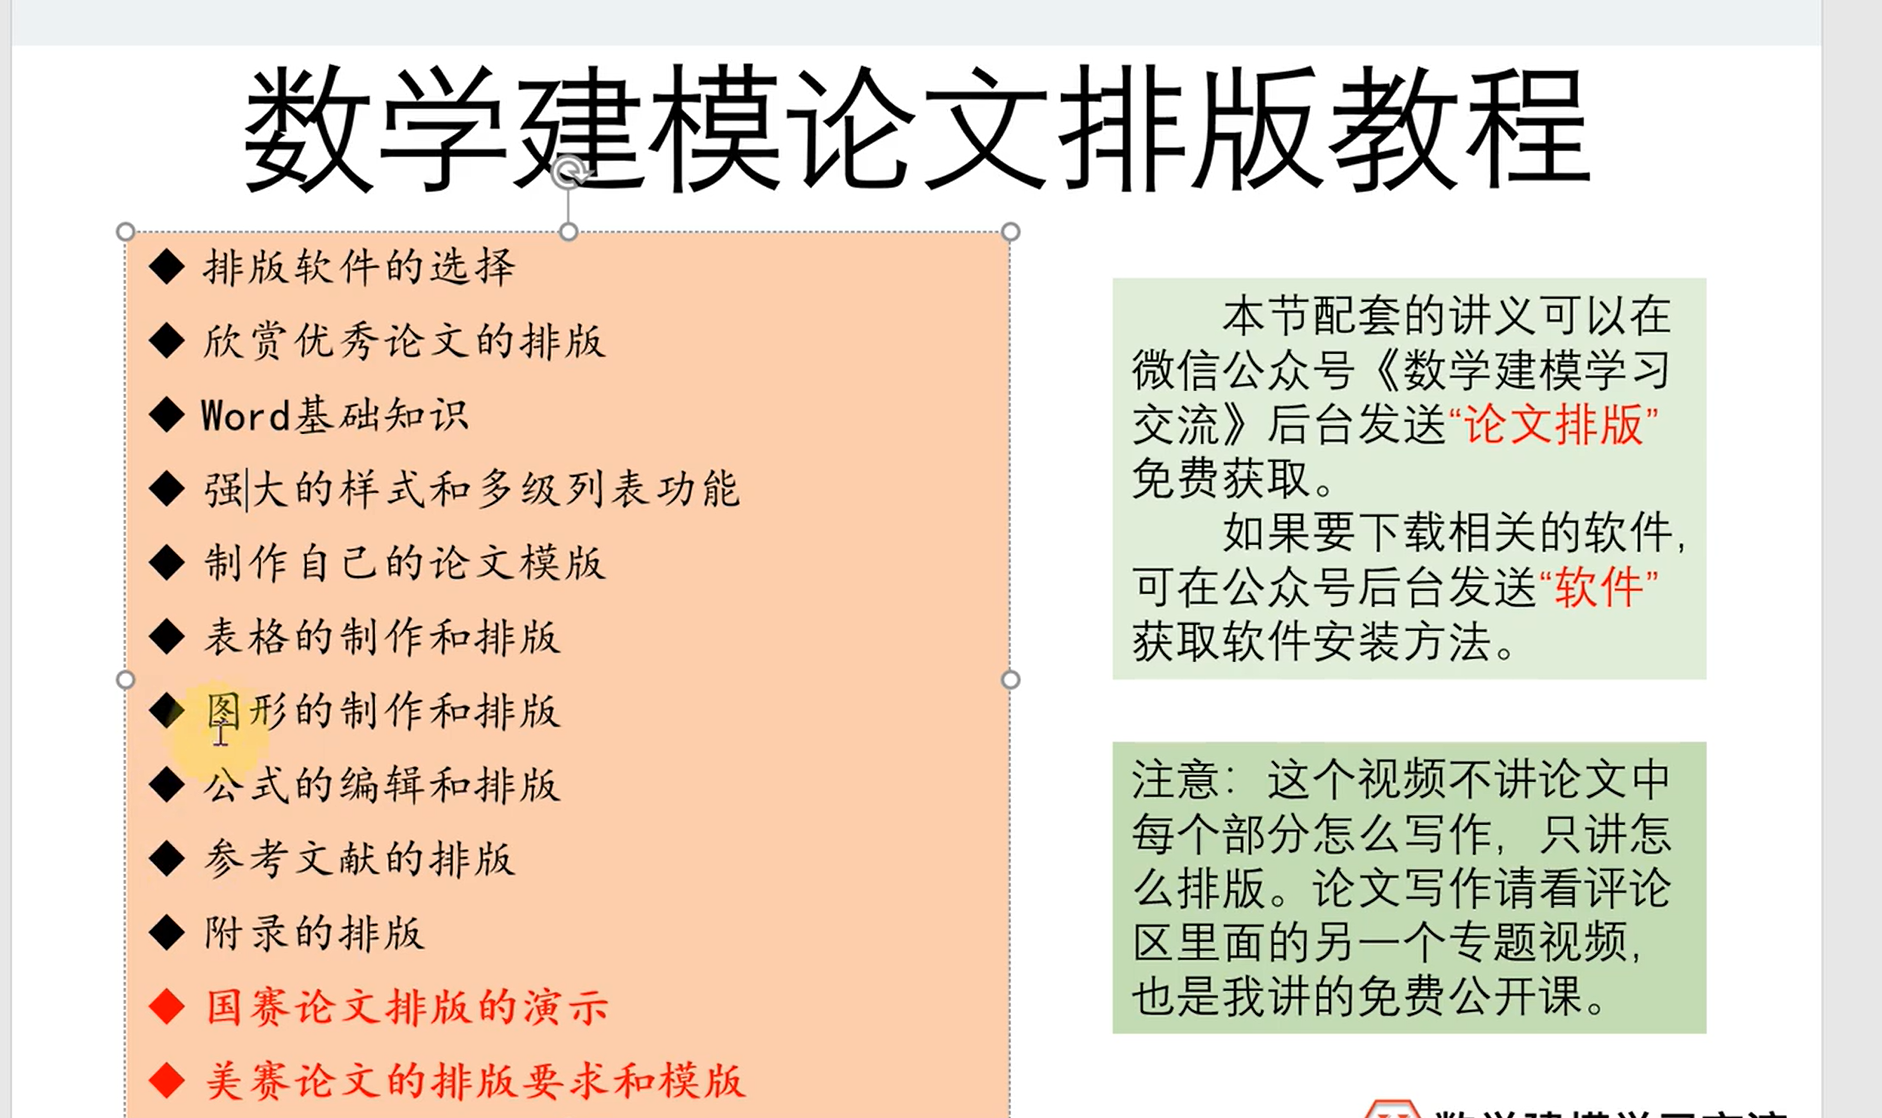 数学建模论文排版教程
排版软件的选择
欣赏优秀论文的排版
Word基础知识
强大的样式和多级列表功能
制作自己的论文模版
表格的制作和排版
图形的制作和排版
公式的编辑和排版
参考文献的排版
附录的排版
国赛论文排版的演示
美赛论文的排版要求和模版
本节配套的讲义可以在
微信公众号《数学建模学习
交流》后台发送“论文排版”
免费获取。
如果要下载相关的软件,
可在公众号后台发送“软件”
获取软件安装方法。
注意：这个视频不讲论文中
每个部分怎么写作，只讲怎
么排版。论文写作请看评论
区里面的另一个专题视频，
也是我讲的免费公开课。
数学建模学习交流